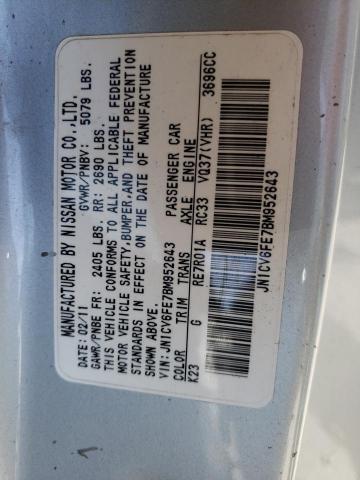 MANUFACTURED BY NISSAN MOTOR CO.,LTD.
DATE: 02/11 GVWR/PNBV: 5079 LBS.
GAWR/PNBE FR: 2405 LBS. RR: 2690 LBS.
THIS VEHICLE CONFORMS TO ALL APPLICABLE FEDERAL
MOTOR VEHICLE SAFETY, BUMPER, AND THEFT PREVENTION
STANDARDS IN EFFECT ON THE DATE OF MANUFACTURE
SHOWN ABOVE.
VIN: JN1CV6FE7BM952643 PASSENGER CAR
COLOR TRIM TRANS AXLE ENGINE
K23 G RE7R01A RC33 VQ37(VHR) 3696CC
JN1CV6FE7BM952643